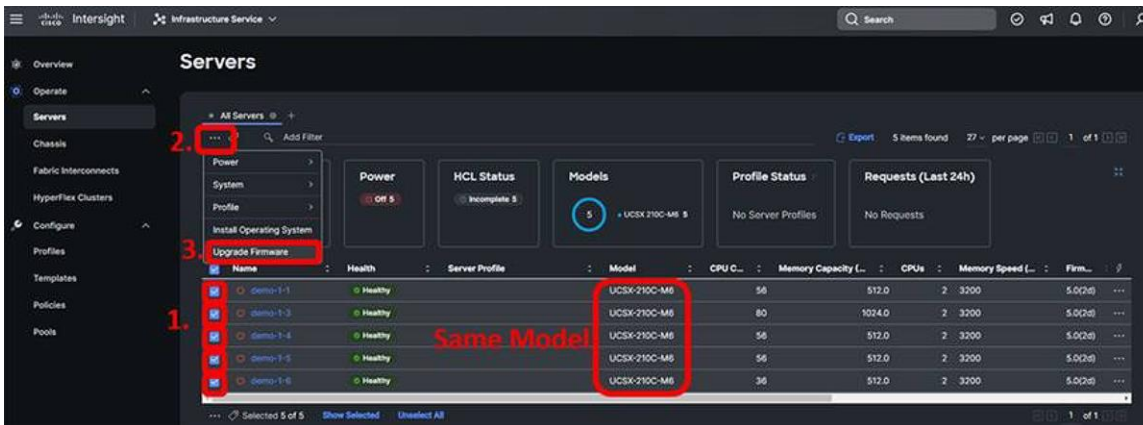 cisco Intersight Infrastructure Service Search
Overview
Operate
Servers
Chassis
Fabric Interconnects
HyperFlex Clusters
Configure
Profiles
Templates
Policies
Pools
Servers
All Servers +
2. ... Add Filter Export 5 items found 27 per page 1 of 1
Power
System
Profile
Install Operating System
3. Upgrade Firmware
Power
Off 5
HCL Status
Incomplete 5
Models
5 UCSX 210C-M6 5
Profile Status
No Server Profiles
Requests (Last 24h)
No Requests
Name Health Server Profile Model CPU C... Memory Capacity (... CPUs Memory Speed (... Firm...
demo-1-1 Healthy UCSX-210C-M6 56 512.0 2 3200 5.0(2d) ...
1. demo-1-3 Healthy UCSX-210C-M6 80 1024.0 2 3200 5.0(2d) ...
demo-1-4 Healthy Same Model UCSX-210C-M6 56 512.0 2 3200 5.0(2d) ...
demo-1-5 Healthy UCSX-210C-M6 56 512.0 2 3200 5.0(2d) ...
demo-1-6 Healthy UCSX-210C-M6 36 512.0 2 3200 5.0(2d) ...
... Selected 5 of 5 Show Selected Unselect All 1 of 1